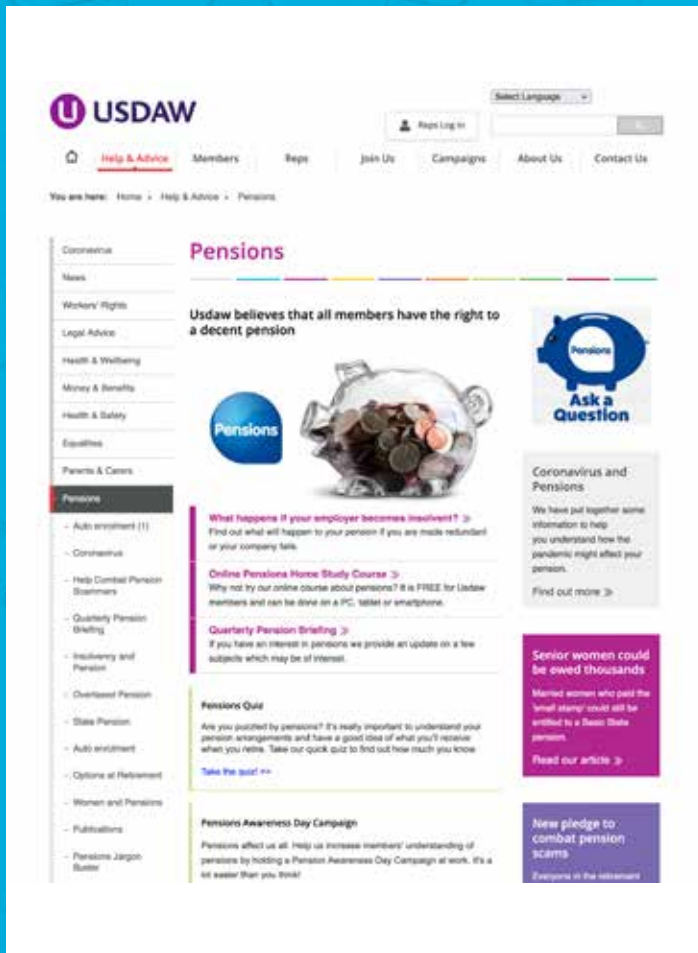 USDAW
Select Language
Reps Log In
Help & Advice
Members
Reps
Join Us
Campaigns
About Us
Contact Us
You are here: Home » Help & Advice » Pensions
Coronavirus
News
Workers' Rights
Legal Advice
Health & Wellbeing
Money & Benefits
Health & Safety
Equalities
Parents & Carers
Pensions
- Auto enrolment (1)
- Coronavirus
- Help Combat Pension
Scammers
- Quarterly Pension
Briefing
- Insolvency and
Pension
- Overtaxed Pension
- State Pension
- Auto enrolment
- Options at Retirement
- Women and Pensions
- Publications
- Pensions Jargon
Buster
Pensions
Usdaw believes that all members have the right to
a decent pension
Pensions
What happens if your employer becomes insolvent? »
Find out what will happen to your pension if you are made redundant
or your company fails.
Online Pensions Home Study Course »
Why not try our online course about pensions? It is FREE for Usdaw
members and can be done on a PC, tablet or smartphone.
Quarterly Pension Briefing »
If you have an interest in pensions we provide an update on a few
subjects which may be of interest.
Pensions Quiz
Are you puzzled by pensions? It's really important to understand your
pension arrangements and have a good idea of what you'll receive
when you retire. Take our quick quiz to find out how much you know
Take the quiz! >>
Pensions Awareness Day Campaign
Pensions affect us all. Help us increase members' understanding of
pensions by holding a Pension Awareness Day Campaign at work. It's a
lot easier than you think!
Pensions
Ask a
Question
Coronavirus and
Pensions
We have put together some
information to help
you understand how the
pandemic might affect your
pension.
Find out more »
Senior women could
be owed thousands
Married women who paid the
'small stamp' could still be
entitled to a Basic State
pension.
Read our article »
New pledge to
combat pension
scams
Everyone in the retirement